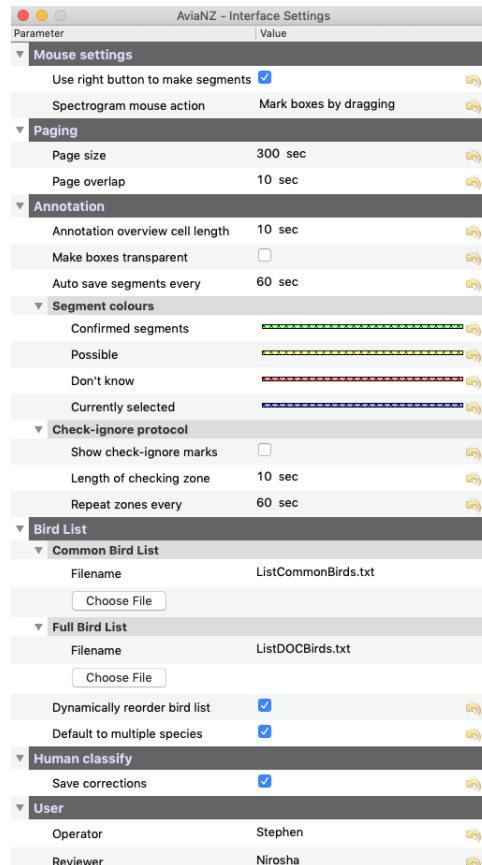 AviaNZ - Interface Settings
Parameter Value
Mouse settings
Use right button to make segments
Spectrogram mouse action Mark boxes by dragging
Paging
Page size 300 sec
Page overlap 10 sec
Annotation
Annotation overview cell length 10 sec
Make boxes transparent
Auto save segments every 60 sec
Segment colours
Confirmed segments
Possible
Don't know
Currently selected
Check-ignore protocol
Show check-ignore marks
Length of checking zone 10 sec
Repeat zones every 60 sec
Bird List
Common Bird List
Filename ListCommonBirds.txt
Choose File
Full Bird List
Filename ListDOCBirds.txt
Choose File
Dynamically reorder bird list
Default to multiple species
Human classify
Save corrections
User
Operator Stephen
Reviewer Nirosha